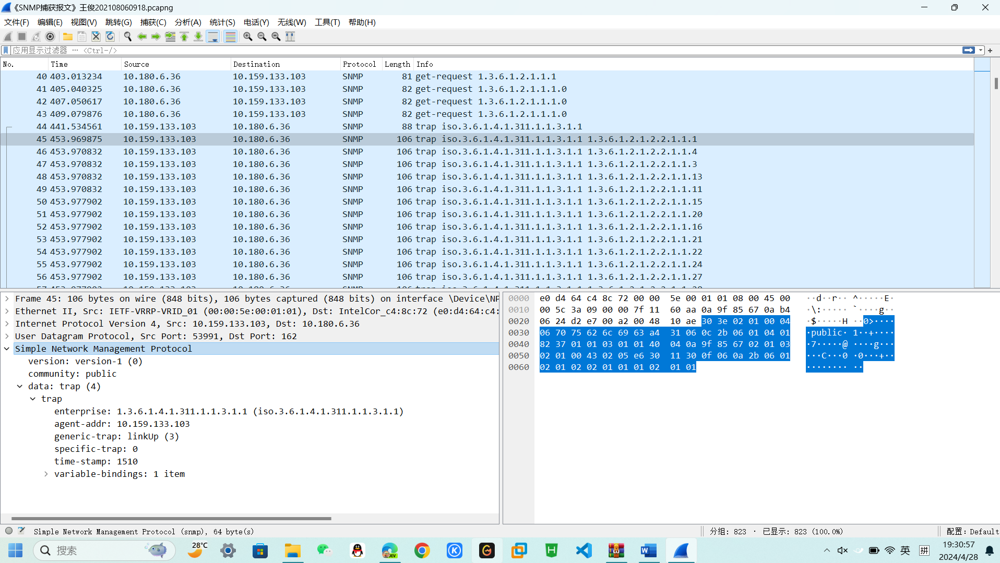 《SNMP捕获报文》王俊202108060918.pcapng
文件(F) 编辑(E) 视图(V) 跳转(G) 捕获(C) 分析(A) 统计(S) 电话(Y) 无线(W) 工具(T) 帮助(H)
应用显示过滤器 … <Ctrl-/>
No. Time Source Destination Protocol Length Info
40 403.013234 10.180.6.36 10.159.133.103 SNMP 81 get-request 1.3.6.1.2.1.1.1
41 405.040325 10.180.6.36 10.159.133.103 SNMP 82 get-request 1.3.6.1.2.1.1.1.0
42 407.050617 10.180.6.36 10.159.133.103 SNMP 82 get-request 1.3.6.1.2.1.1.1.0
43 409.079876 10.180.6.36 10.159.133.103 SNMP 82 get-request 1.3.6.1.2.1.1.1.0
44 441.534561 10.159.133.103 10.180.6.36 SNMP 88 trap iso.3.6.1.4.1.311.1.1.3.1.1
45 453.969875 10.159.133.103 10.180.6.36 SNMP 106 trap iso.3.6.1.4.1.311.1.1.3.1.1 1.3.6.1.2.1.2.2.1.1.1
46 453.970832 10.159.133.103 10.180.6.36 SNMP 106 trap iso.3.6.1.4.1.311.1.1.3.1.1 1.3.6.1.2.1.2.2.1.1.4
47 453.970832 10.159.133.103 10.180.6.36 SNMP 106 trap iso.3.6.1.4.1.311.1.1.3.1.1 1.3.6.1.2.1.2.2.1.1.3
48 453.970832 10.159.133.103 10.180.6.36 SNMP 106 trap iso.3.6.1.4.1.311.1.1.3.1.1 1.3.6.1.2.1.2.2.1.1.13
49 453.970832 10.159.133.103 10.180.6.36 SNMP 106 trap iso.3.6.1.4.1.311.1.1.3.1.1 1.3.6.1.2.1.2.2.1.1.11
50 453.977902 10.159.133.103 10.180.6.36 SNMP 106 trap iso.3.6.1.4.1.311.1.1.3.1.1 1.3.6.1.2.1.2.2.1.1.15
51 453.977902 10.159.133.103 10.180.6.36 SNMP 106 trap iso.3.6.1.4.1.311.1.1.3.1.1 1.3.6.1.2.1.2.2.1.1.20
52 453.977902 10.159.133.103 10.180.6.36 SNMP 106 trap iso.3.6.1.4.1.311.1.1.3.1.1 1.3.6.1.2.1.2.2.1.1.16
53 453.977902 10.159.133.103 10.180.6.36 SNMP 106 trap iso.3.6.1.4.1.311.1.1.3.1.1 1.3.6.1.2.1.2.2.1.1.21
54 453.977902 10.159.133.103 10.180.6.36 SNMP 106 trap iso.3.6.1.4.1.311.1.1.3.1.1 1.3.6.1.2.1.2.2.1.1.22
55 453.977902 10.159.133.103 10.180.6.36 SNMP 106 trap iso.3.6.1.4.1.311.1.1.3.1.1 1.3.6.1.2.1.2.2.1.1.24
56 453.977902 10.159.133.103 10.180.6.36 SNMP 106 trap iso.3.6.1.4.1.311.1.1.3.1.1 1.3.6.1.2.1.2.2.1.1.27
Frame 45: 106 bytes on wire (848 bits), 106 bytes captured (848 bits) on interface \Device\NP
Ethernet II, Src: IETF-VRRP-VRID_01 (00:00:5e:00:01:01), Dst: IntelCor_c4:8c:72 (e0:d4:64:c4:
Internet Protocol Version 4, Src: 10.159.133.103, Dst: 10.180.6.36
User Datagram Protocol, Src Port: 53991, Dst Port: 162
Simple Network Management Protocol
version: version-1 (0)
community: public
data: trap (4)
trap
enterprise: 1.3.6.1.4.1.311.1.1.3.1.1 (iso.3.6.1.4.1.311.1.1.3.1.1)
agent-addr: 10.159.133.103
generic-trap: linkUp (3)
specific-trap: 0
time-stamp: 1510
variable-bindings: 1 item
0000 e0 d4 64 c4 8c 72 00 00 5e 00 01 01 08 00 45 00 ··d··r·· ^·····E·
0010 00 5c 3a 09 00 00 7f 11 60 aa 0a 9f 85 67 0a b4 ·\:····· `····g··
0020 06 24 d2 e7 00 a2 00 48 10 ae 30 3e 02 01 00 04 ·$·····H ··0>····
0030 06 70 75 62 6c 69 63 a4 31 06 0c 2b 06 01 04 01 ·public· 1··+····
0040 82 37 01 01 03 01 01 40 04 0a 9f 85 67 02 01 03 ·7·····@ ····g···
0050 02 01 00 43 02 05 e6 30 11 30 0f 06 0a 2b 06 01 ···C···0 ·0···+··
0060 02 01 02 02 01 01 01 02 01 01 ········ ··
Simple Network Management Protocol (snmp), 64 byte(s)
分组: 823 · 已显示: 823 (100.0%)
配置: Default
搜索
28°C
DEV
英
拼
19:30:57
2024/4/28